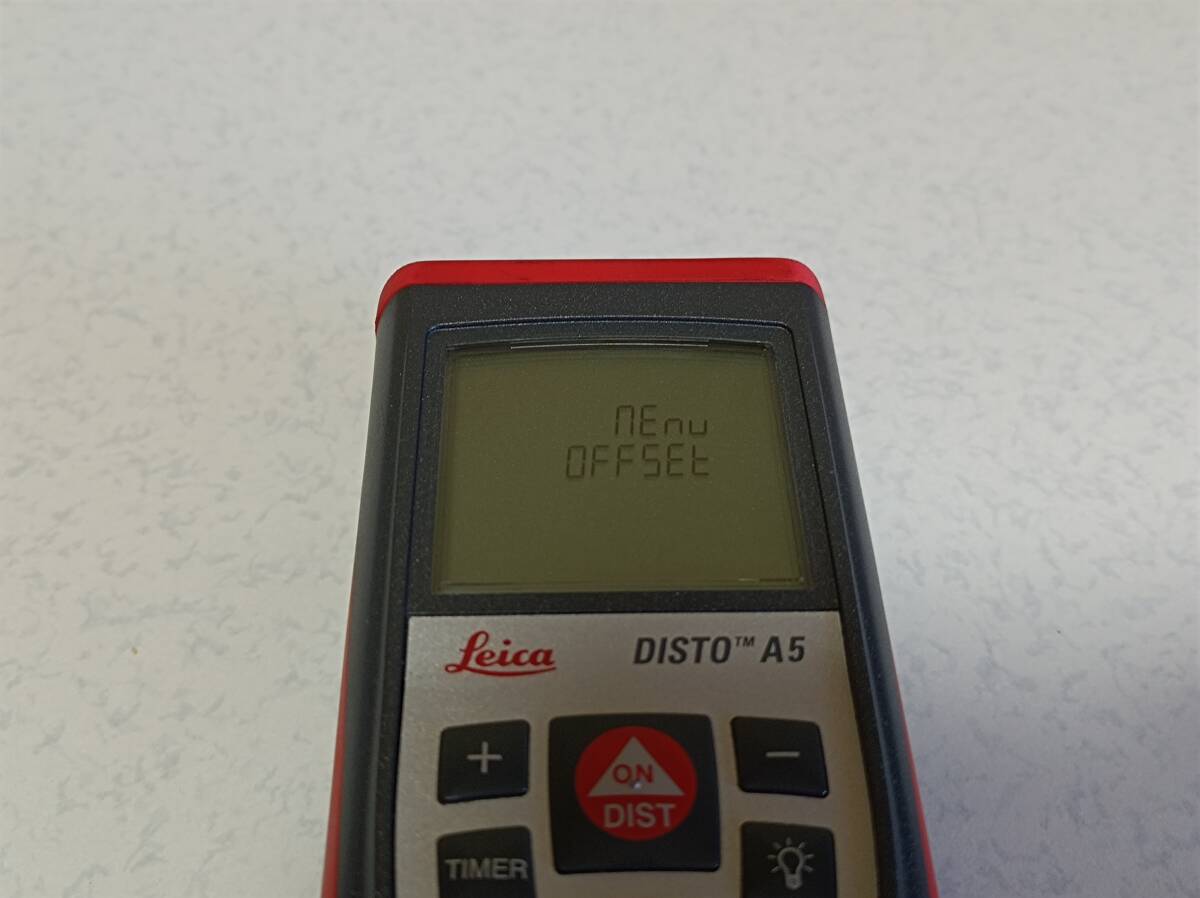 MEnu
OFFSEt
Leica DISTO™ A5
+ ON −
DIST
TIMER